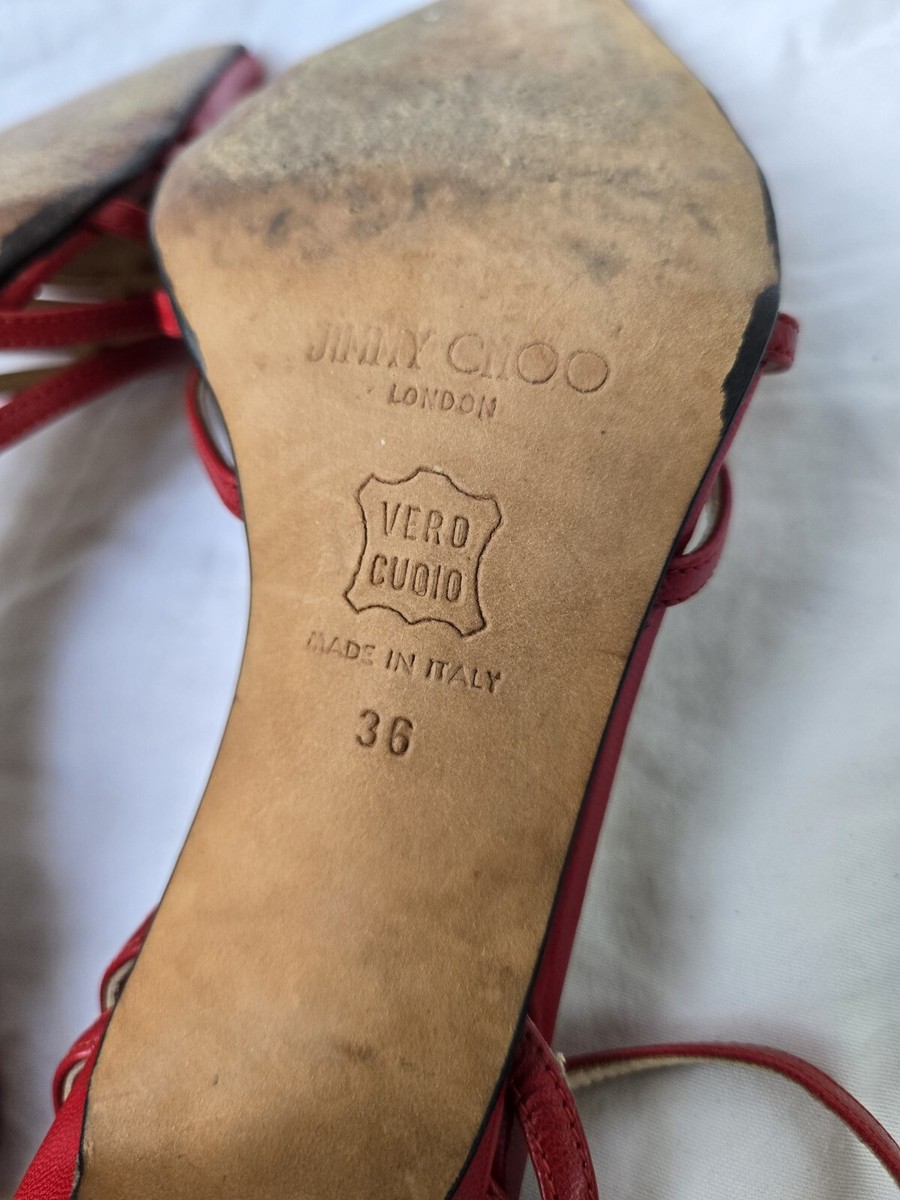 JIMMY CHOO
LONDON
VERO
CUOIO
MADE IN ITALY
36